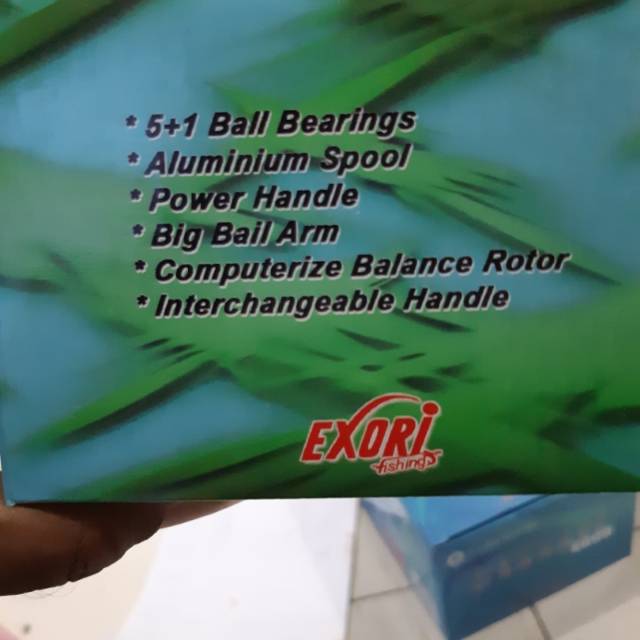 * 5+1 Ball Bearings
* Aluminium Spool
* Power Handle
* Big Bail Arm
* Computerize Balance Rotor
* Interchangeable Handle
EXORI
fishing